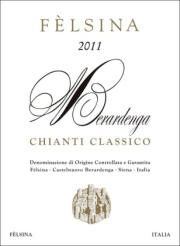 FÈLSINA
2011
Berardenga
CHIANTI CLASSICO
Denominazione di Origine Controllata e Garantita
Fèlsina - Castelnuovo Berardenga - Siena - Italia
FÈLSINA ITALIA